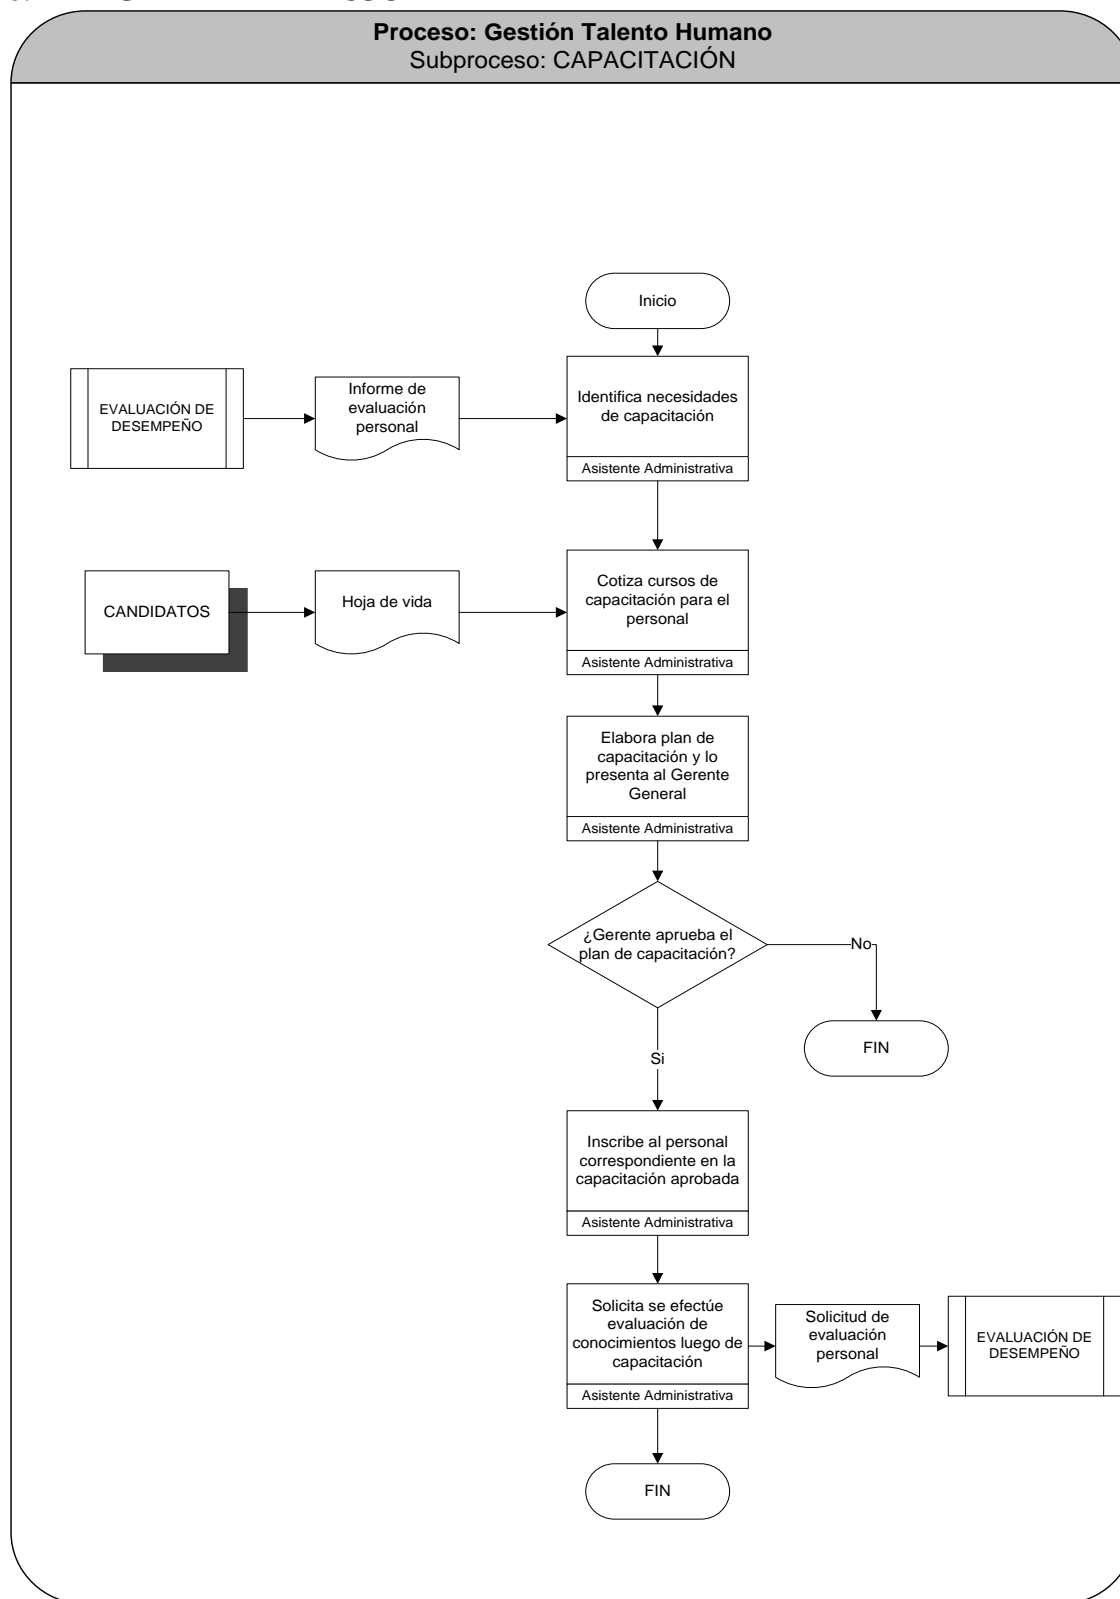 Proceso: Gestión Talento Humano
Subproceso: CAPACITACIÓN
Inicio
EVALUACIÓN DE
DESEMPEÑO
Informe de
evaluación
personal
Identifica necesidades
de capacitación
Asistente Administrativa
CANDIDATOS
Hoja de vida
Cotiza cursos de
capacitación para el
personal
Asistente Administrativa
Elabora plan de
capacitación y lo
presenta al Gerente
General
Asistente Administrativa
¿Gerente aprueba el
plan de capacitación?
No
FIN
Si
Inscribe al personal
correspondiente en la
capacitación aprobada
Asistente Administrativa
Solicita se efectúe
evaluación de
conocimientos luego de
capacitación
Asistente Administrativa
Solicitud de
evaluación
personal
EVALUACIÓN DE
DESEMPEÑO
FIN